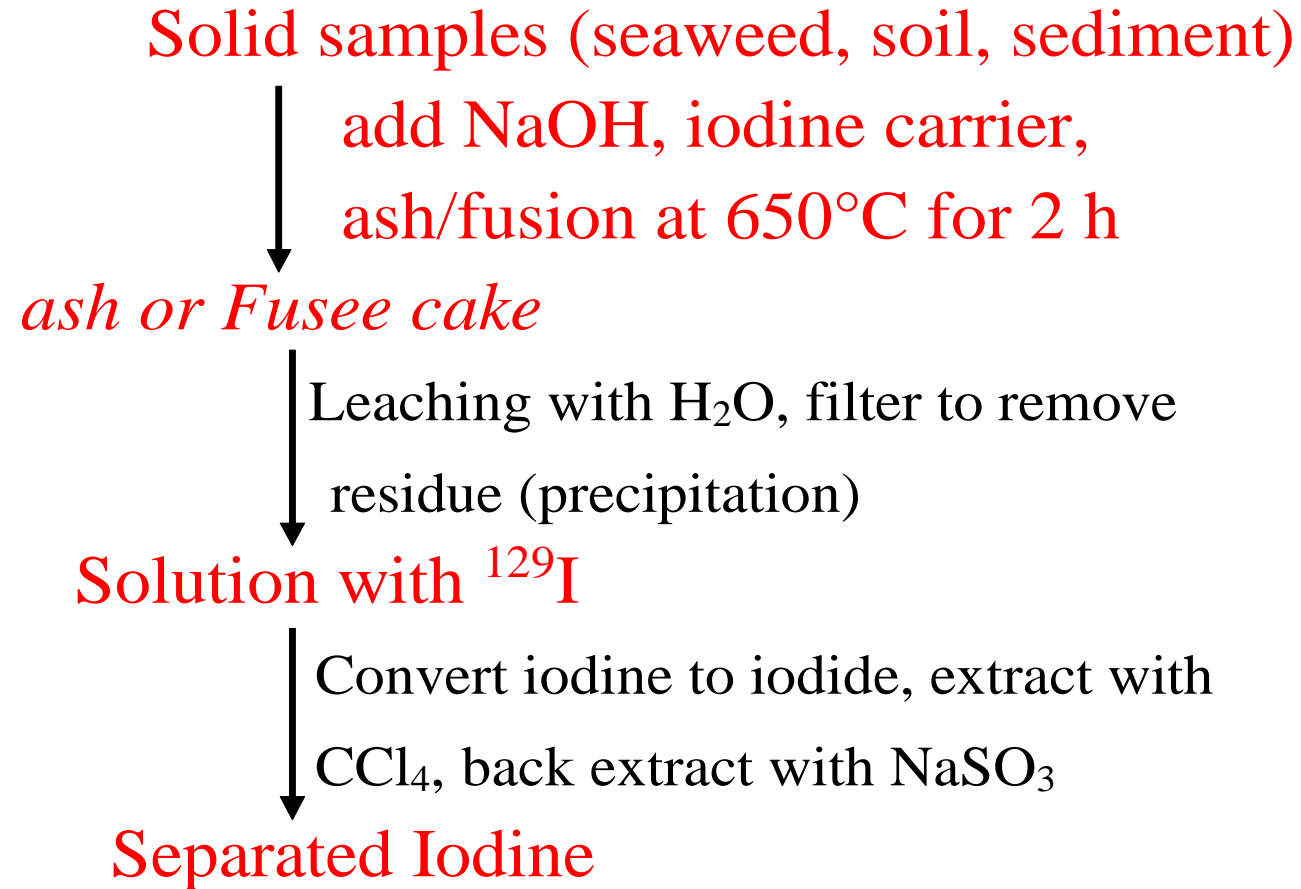 Solid samples (seaweed, soil, sediment)
add NaOH, iodine carrier,
ash/fusion at 650°C for 2 h
ash or Fusee cake
Leaching with H₂O, filter to remove
residue (precipitation)
Solution with ¹²⁹I
Convert iodine to iodide, extract with
CCl₄, back extract with NaSO₃
Separated Iodine